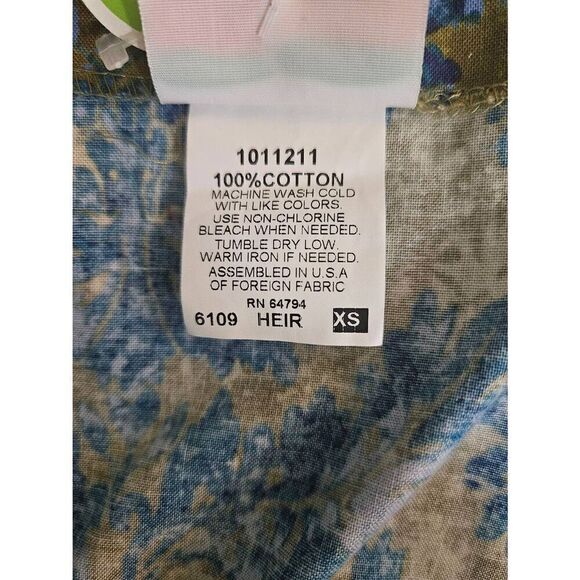 1011211
100%COTTON
MACHINE WASH COLD
WITH LIKE COLORS.
USE NON-CHLORINE
BLEACH WHEN NEEDED.
TUMBLE DRY LOW.
WARM IRON IF NEEDED.
ASSEMBLED IN U.S.A
OF FOREIGN FABRIC
RN 64794
6109 HEIR XS